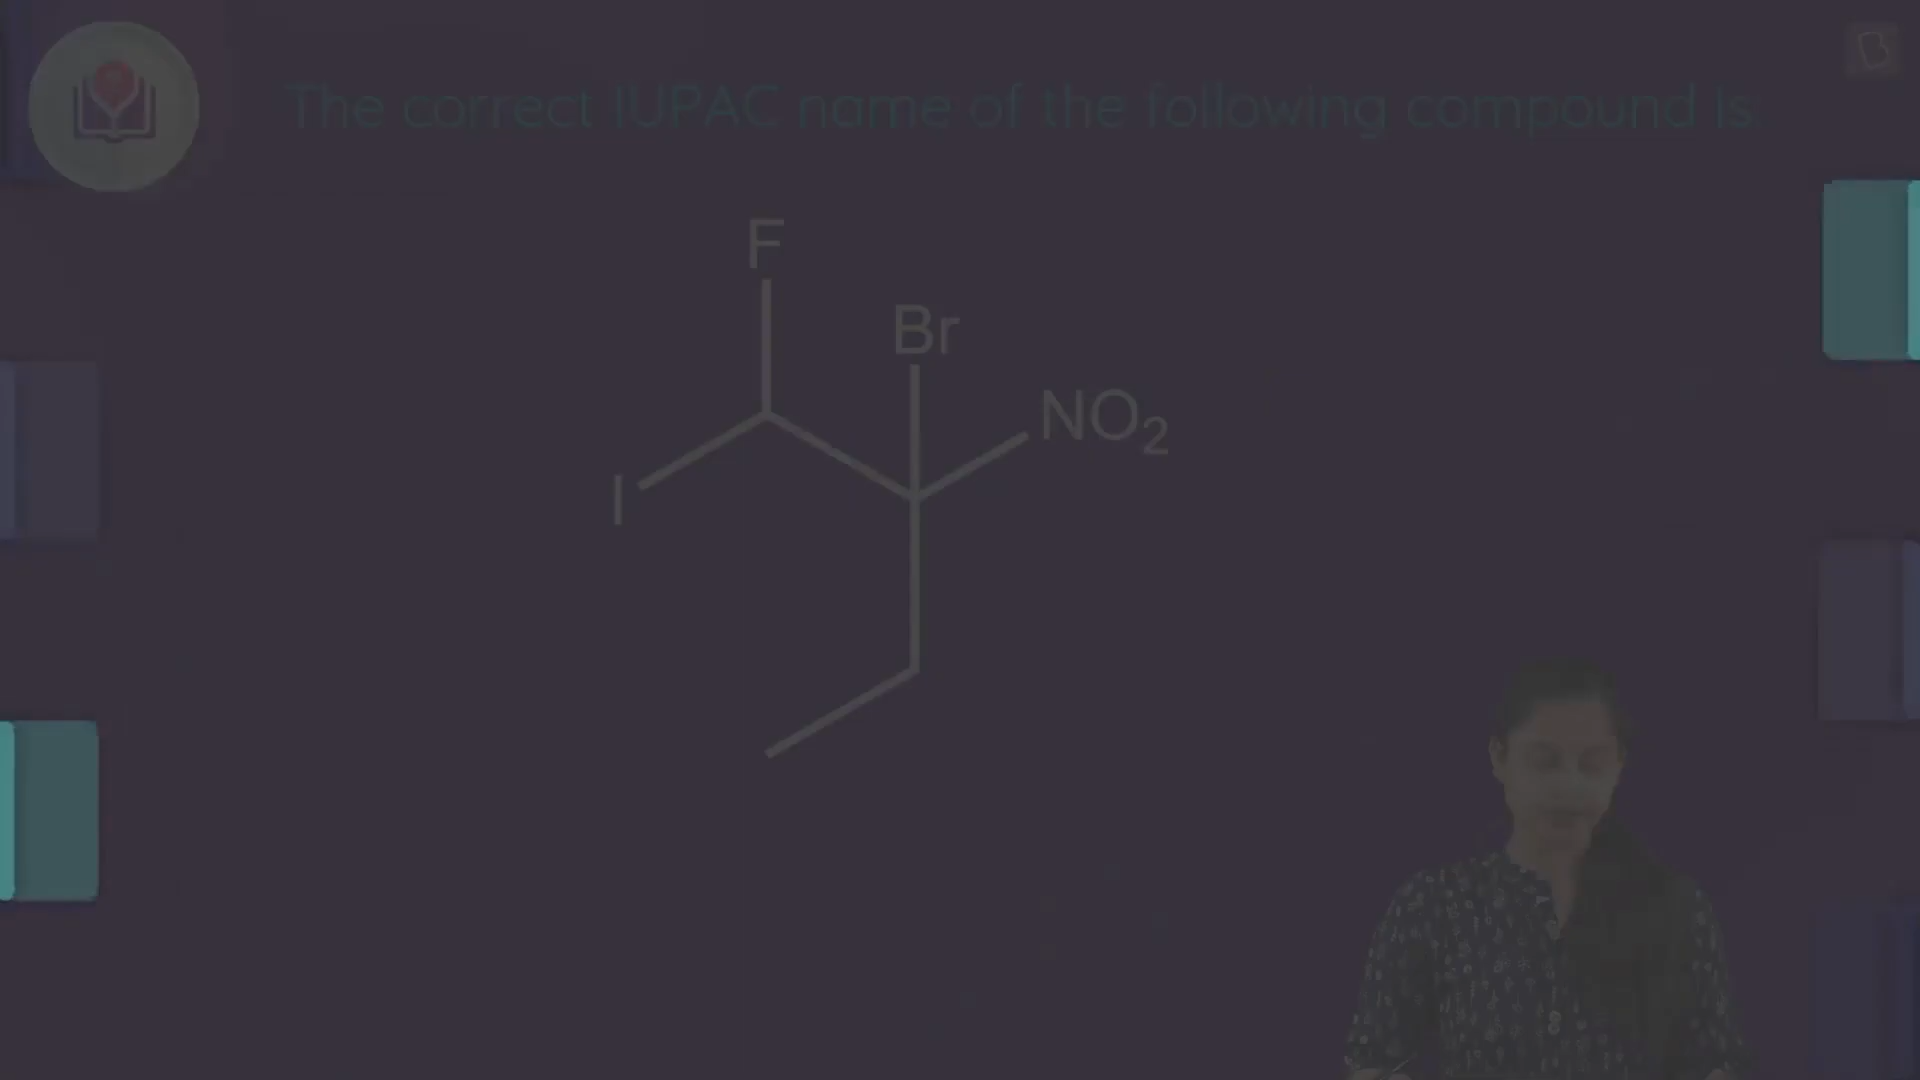 The correct IUPAC name of the following compound is:
F
Br
NO2
I